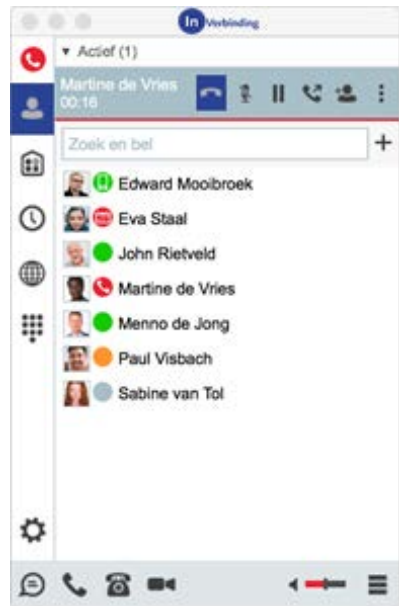 In Verbinding
Actief (1)
Martine de Vries
00:16
Zoek en bel
Edward Mooibroek
Eva Staal
John Rietveld
Martine de Vries
Menno de Jong
Paul Visbach
Sabine van Tol